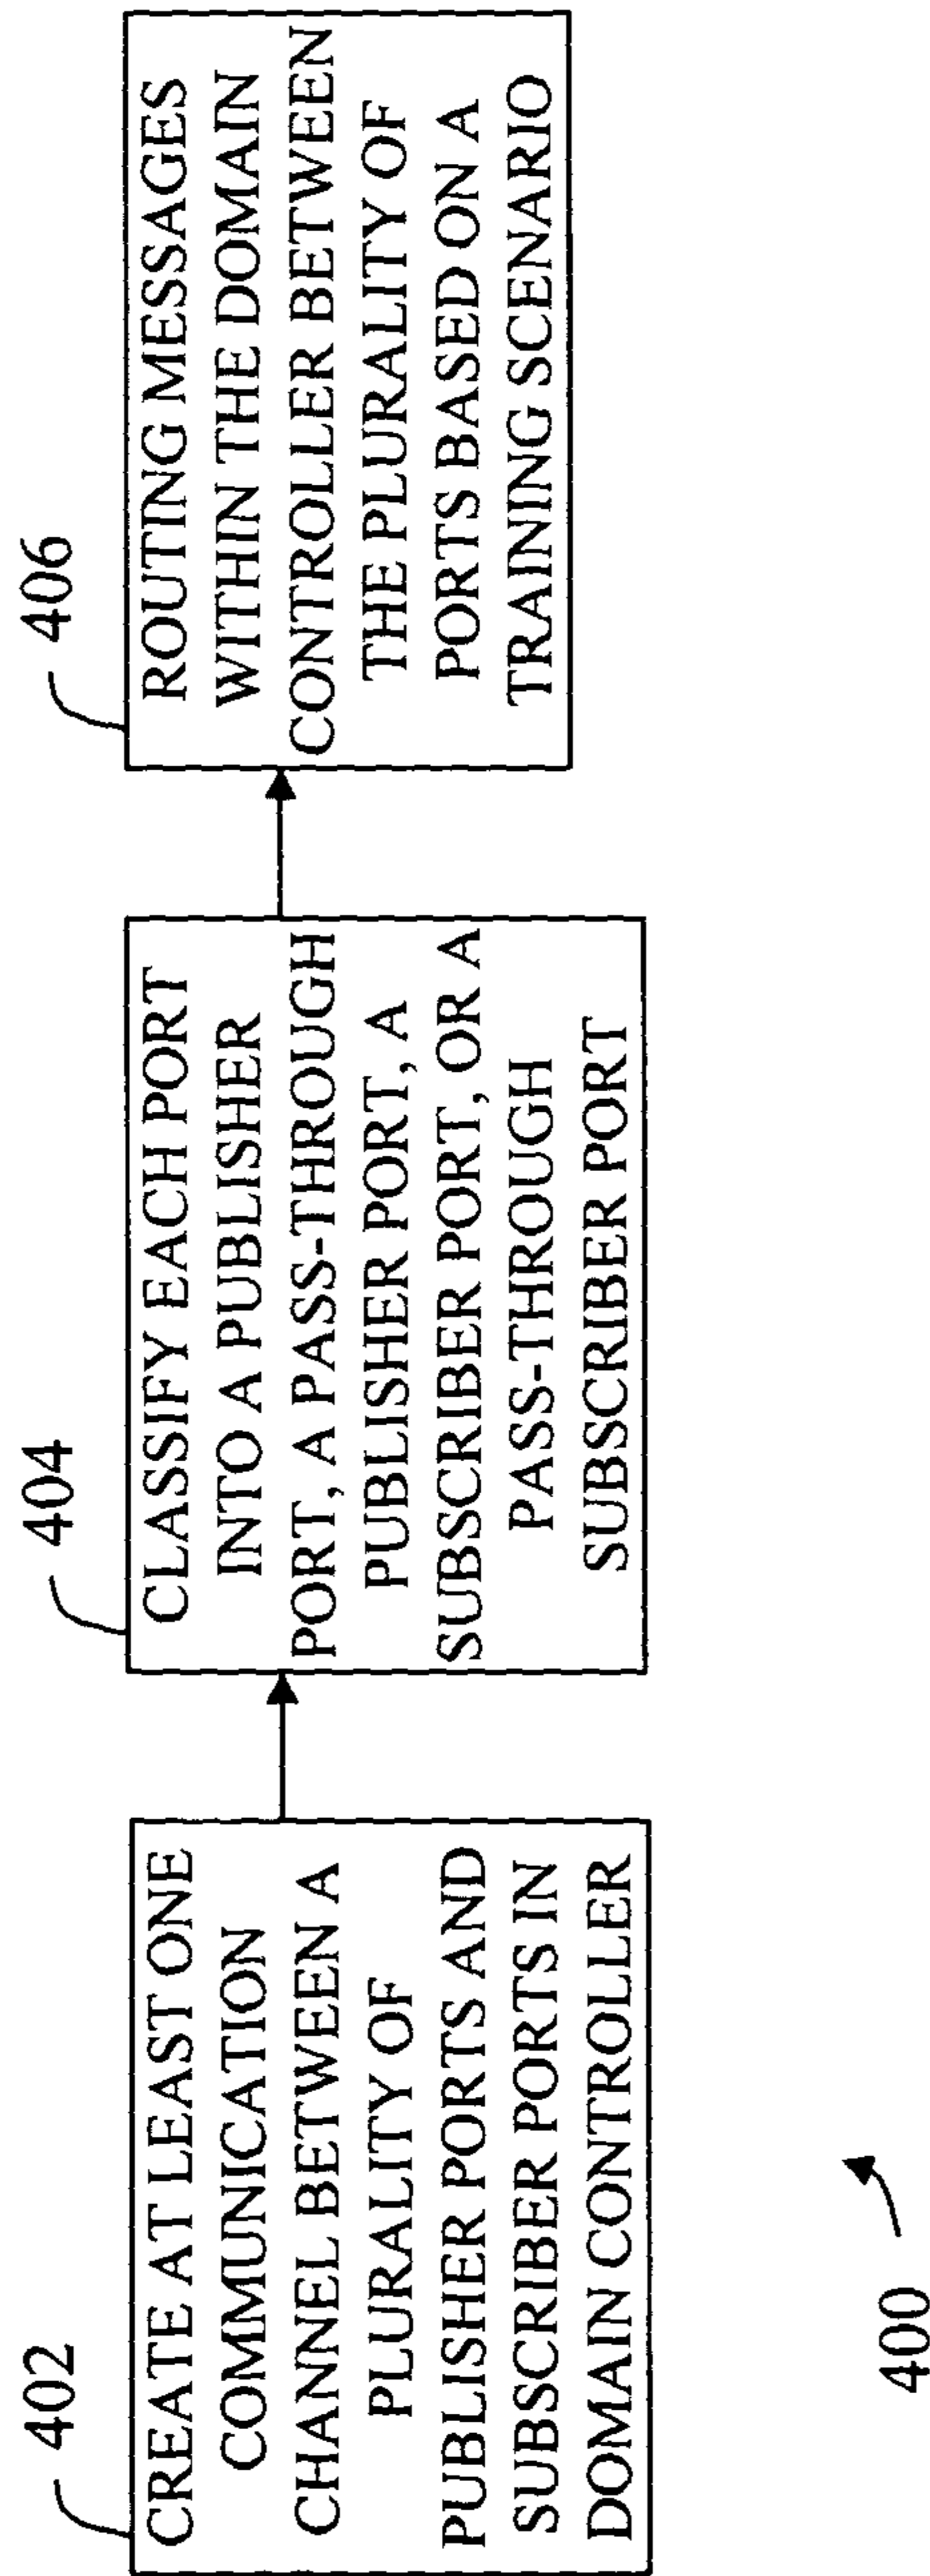 402
CREATE AT LEAST ONE
COMMUNICATION
CHANNEL BETWEEN A
PLURALITY OF
PUBLISHER PORTS AND
SUBSCRIBER PORTS IN
DOMAIN CONTROLLER
404
CLASSIFY EACH PORT
INTO A PUBLISHER
PORT, A PASS-THROUGH
PUBLISHER PORT, A
SUBSCRIBER PORT, OR A
PASS-THROUGH
SUBSCRIBER PORT
406
ROUTING MESSAGES
WITHIN THE DOMAIN
CONTROLLER BETWEEN
THE PLURALITY OF
PORTS BASED ON A
TRAINING SCENARIO
400